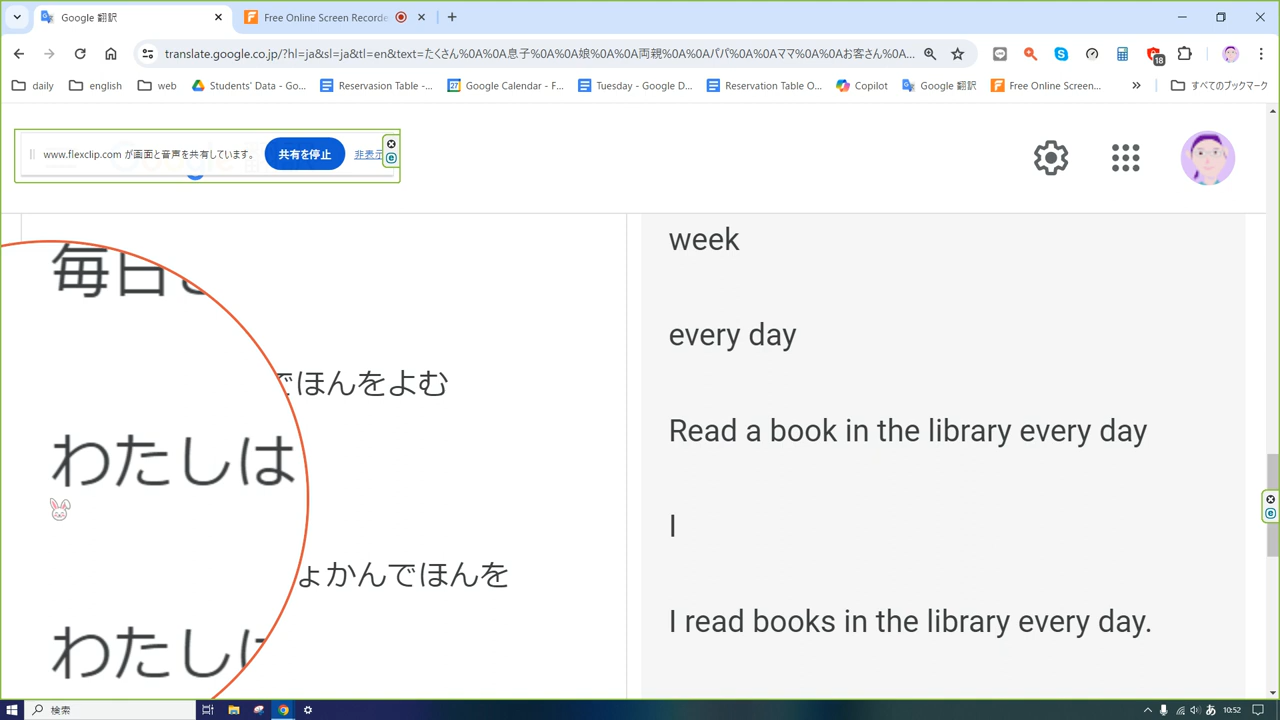 Google 翻訳
Free Online Screen Recorde
translate.google.co.jp/?hl=ja&sl=ja&tl=en&text=たくさん%0A%0A息子%0A%0A娘%0A%0A両親%0A%0Aパパ%0A%0Aママ%0A%0Aお客さん%0A...
18
daily
english
web
Students' Data - Go...
Reservasion Table -...
Google Calendar - F...
Tuesday - Google D...
Reservation Table O...
Copilot
Google 翻訳
Free Online Screen...
»
すべてのブックマーク
www.flexclip.com が画面と音声を共有しています。
共有を停止
非表示
week
毎日
every day
でほんをよむ
Read a book in the library every day
わたしは
I
ょかんでほんを
I read books in the library every day.
わたしは
検索
あ
10:52